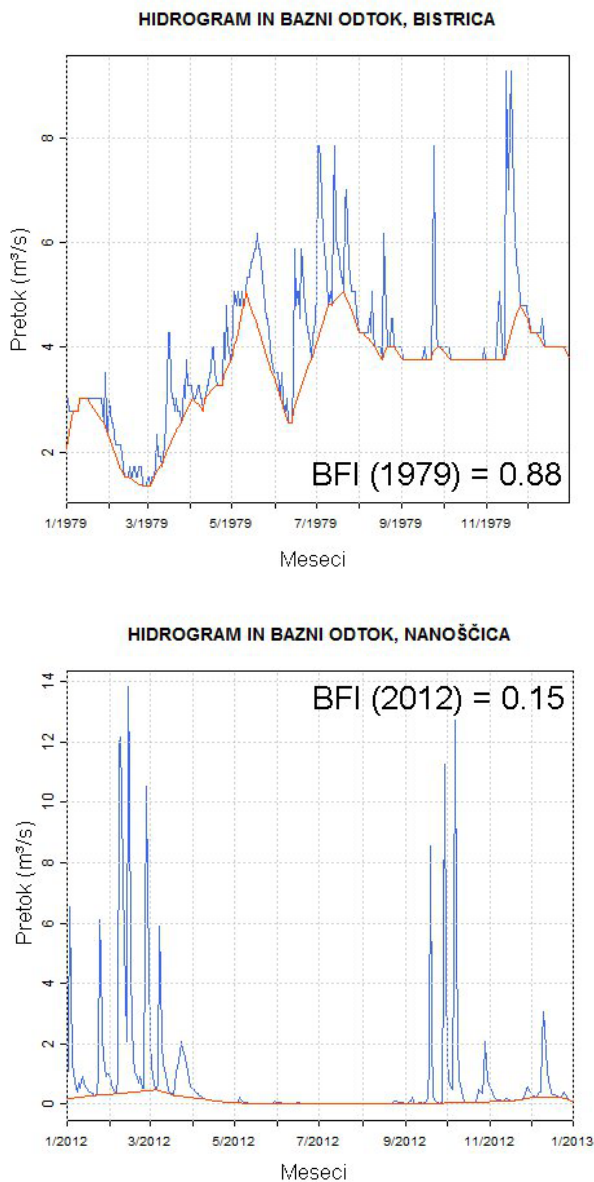 HIDROGRAM IN BAZNI ODTOK, BISTRICA
Pretok (m³/s)
8
6
4
2
BFI (1979) = 0.88
1/1979 3/1979 5/1979 7/1979 9/1979 11/1979
Meseci
HIDROGRAM IN BAZNI ODTOK, NANOŠČICA
BFI (2012) = 0.15
Pretok (m³/s)
14
12
10
8
6
4
2
0
1/2012 3/2012 5/2012 7/2012 9/2012 11/2012 1/2013
Meseci